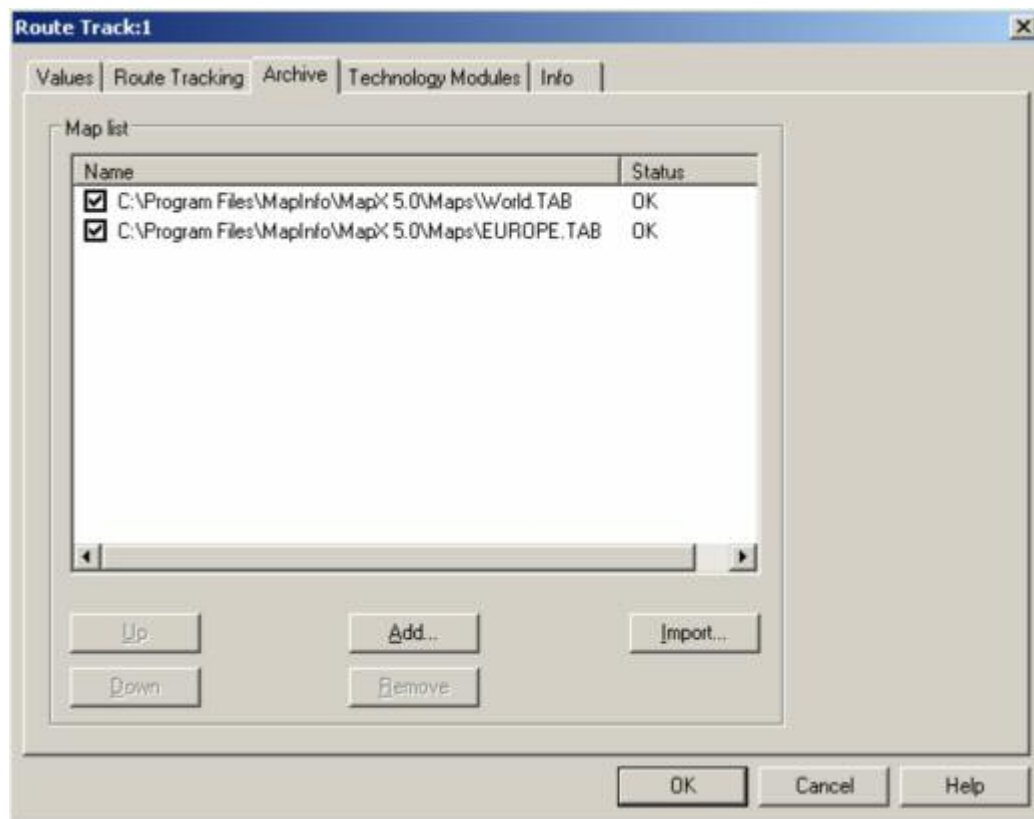 Route Track:1
Values Route Tracking Archive Technology Modules Info
Map list
Name Status
C:\Program Files\MapInfo\MapX 5.0\Maps\World.TAB OK
C:\Program Files\MapInfo\MapX 5.0\Maps\EUROPE.TAB OK
Up Add... Import...
Down Remove
OK Cancel Help